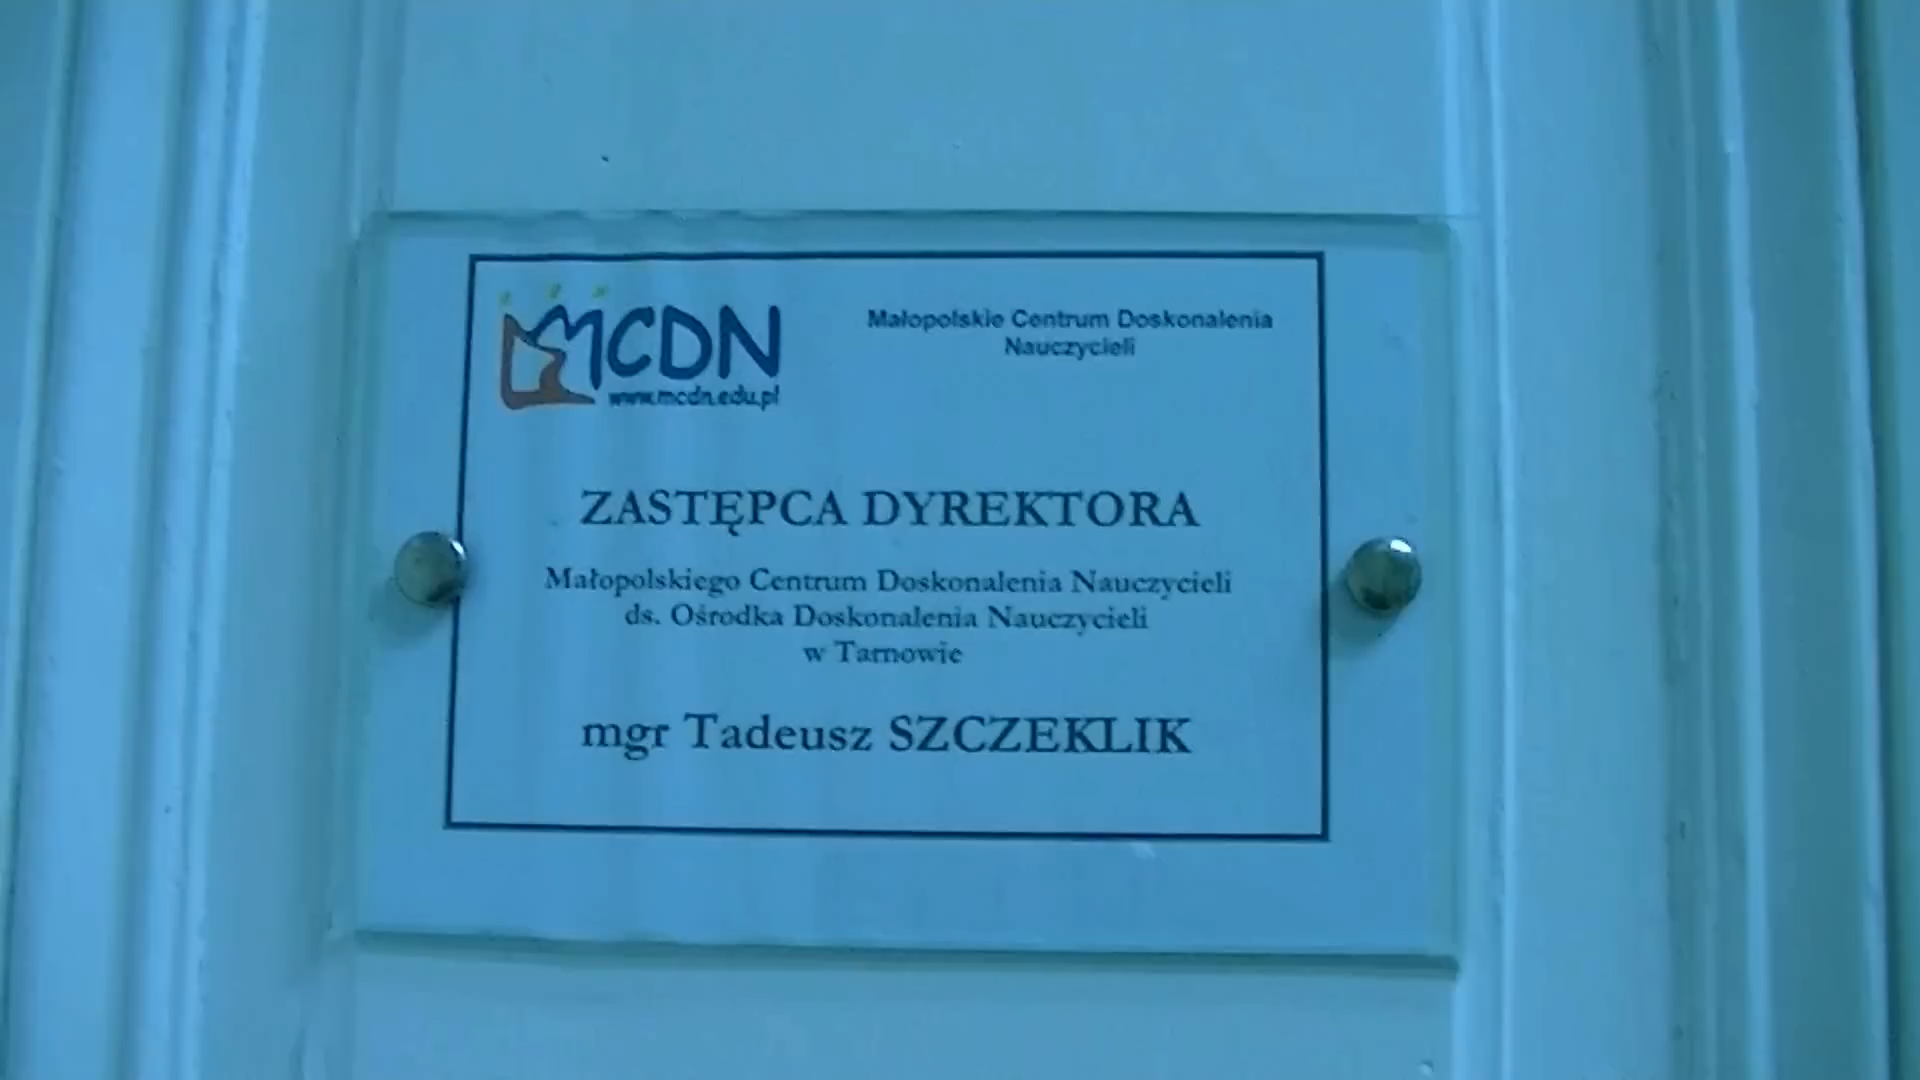 MCDN
www.mcdn.edu.pl
Małopolskie Centrum Doskonalenia
Nauczycieli
ZASTĘPCA DYREKTORA
Małopolskiego Centrum Doskonalenia Nauczycieli
ds. Ośrodka Doskonalenia Nauczycieli
w Tarnowie
mgr Tadeusz SZCZEKLIK